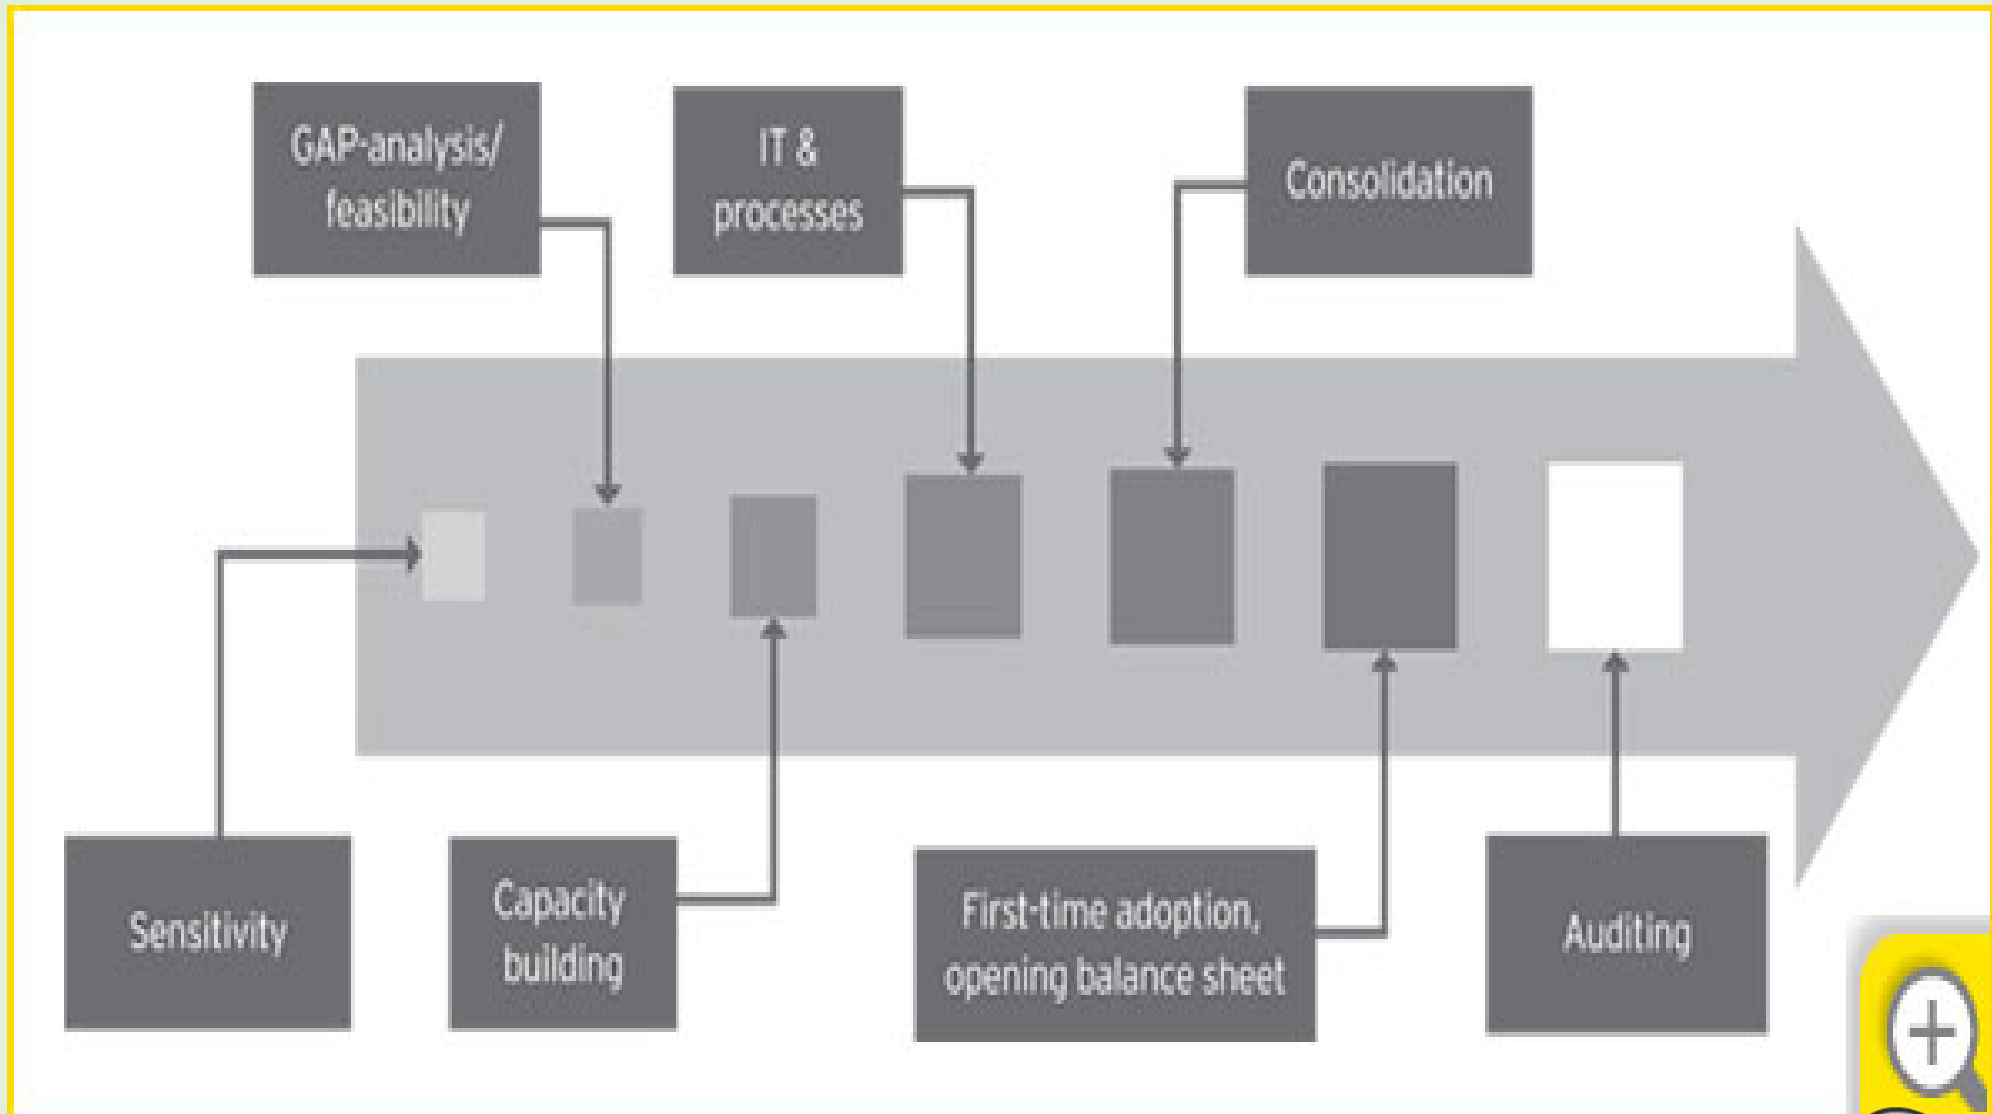 GAP-analysis/
feasibility
IT &
processes
Consolidation
Sensitivity
Capacity
building
First-time adoption,
opening balance sheet
Auditing